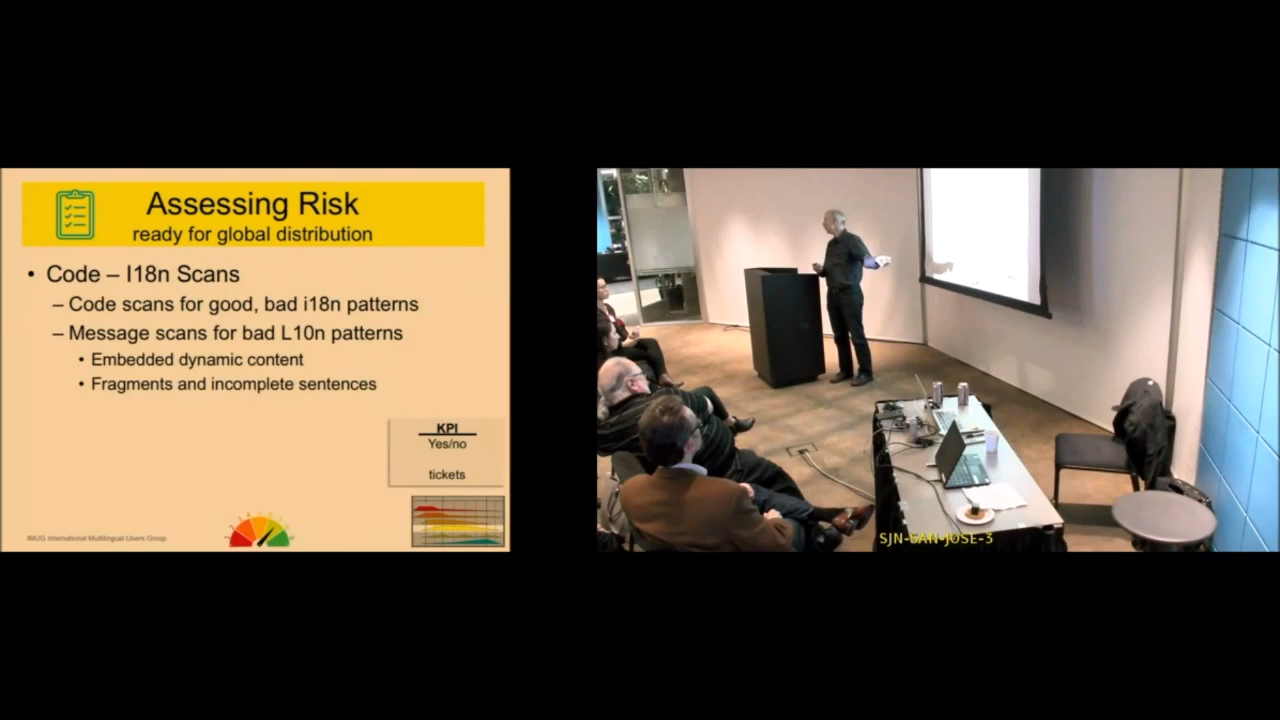 Assessing Risk
ready for global distribution
• Code – I18n Scans
– Code scans for good, bad i18n patterns
– Message scans for bad L10n patterns
• Embedded dynamic content
• Fragments and incomplete sentences
KPI
Yes/no
tickets
IMUG International Multilingual Users Group
SJN-SAN-JOSE-3